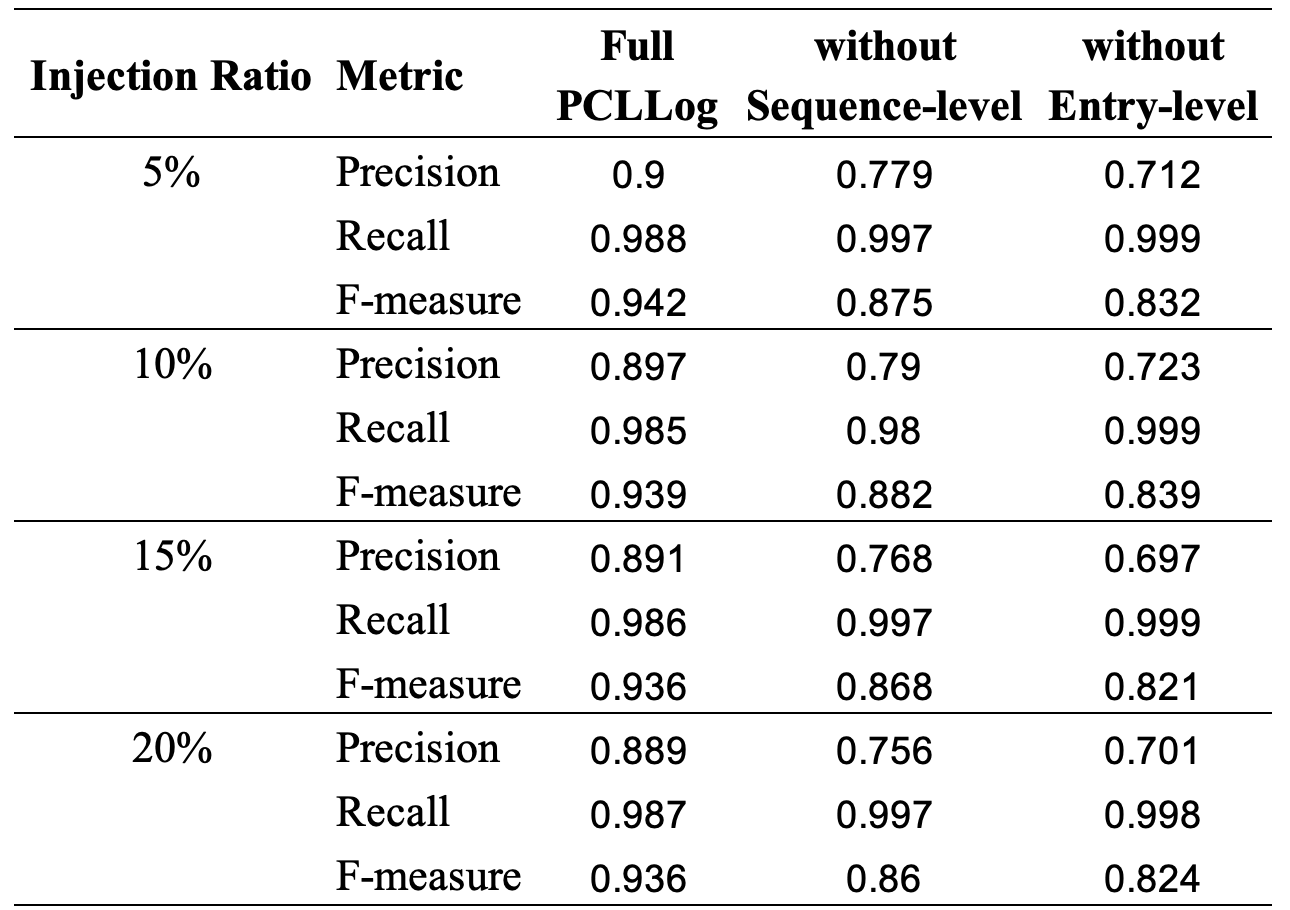 Injection Ratio Metric Full PCLLog without Sequence-level without Entry-level
5% Precision 0.9 0.779 0.712
Recall 0.988 0.997 0.999
F-measure 0.942 0.875 0.832
10% Precision 0.897 0.79 0.723
Recall 0.985 0.98 0.999
F-measure 0.939 0.882 0.839
15% Precision 0.891 0.768 0.697
Recall 0.986 0.997 0.999
F-measure 0.936 0.868 0.821
20% Precision 0.889 0.756 0.701
Recall 0.987 0.997 0.998
F-measure 0.936 0.86 0.824